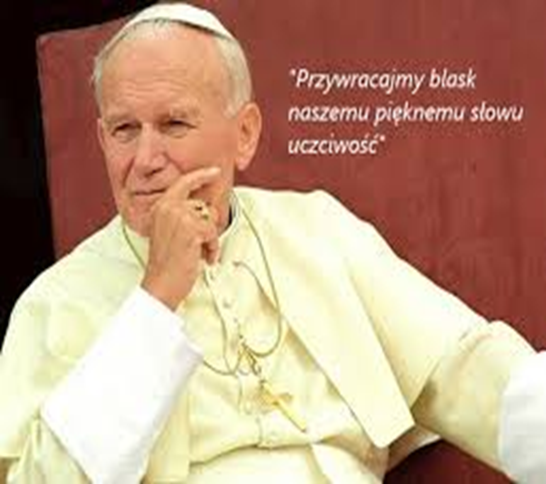 "Przywracajmy blask
naszemu pięknemu słowu
uczciwość"